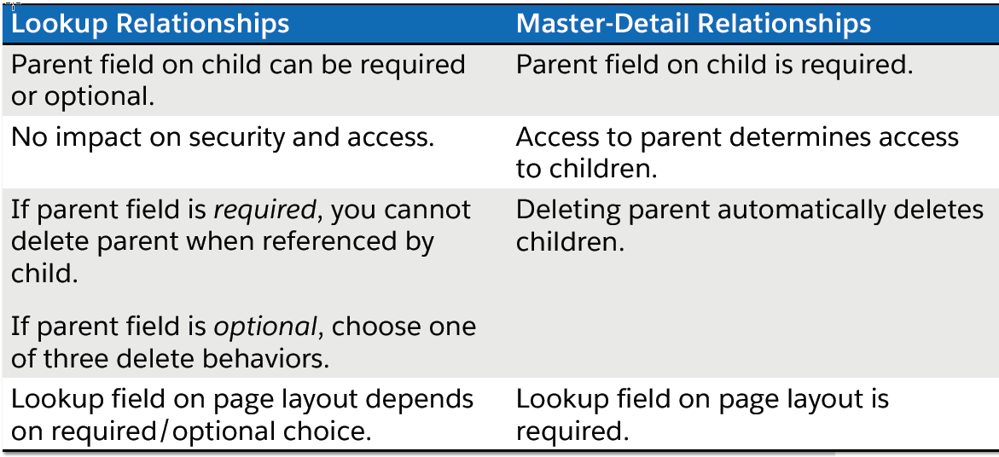 Lookup Relationships
Master-Detail Relationships
Parent field on child can be required
or optional.
Parent field on child is required.
No impact on security and access.
Access to parent determines access
to children.
If parent field is required, you cannot
delete parent when referenced by
child.
If parent field is optional, choose one
of three delete behaviors.
Deleting parent automatically deletes
children.
Lookup field on page layout depends
on required/optional choice.
Lookup field on page layout is
required.